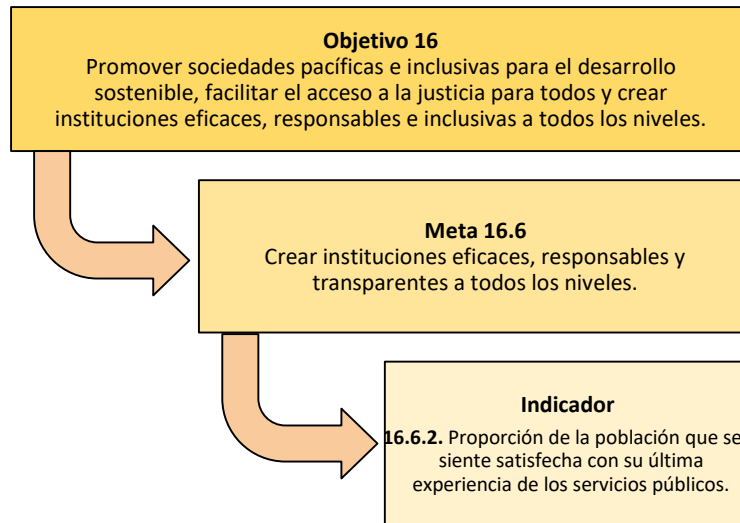 Objetivo 16
Promover sociedades pacíficas e inclusivas para el desarrollo
sostenible, facilitar el acceso a la justicia para todos y crear
instituciones eficaces, responsables e inclusivas a todos los niveles.
Meta 16.6
Crear instituciones eficaces, responsables y
transparentes a todos los niveles.
Indicador
16.6.2. Proporción de la población que se
siente satisfecha con su última
experiencia de los servicios públicos.